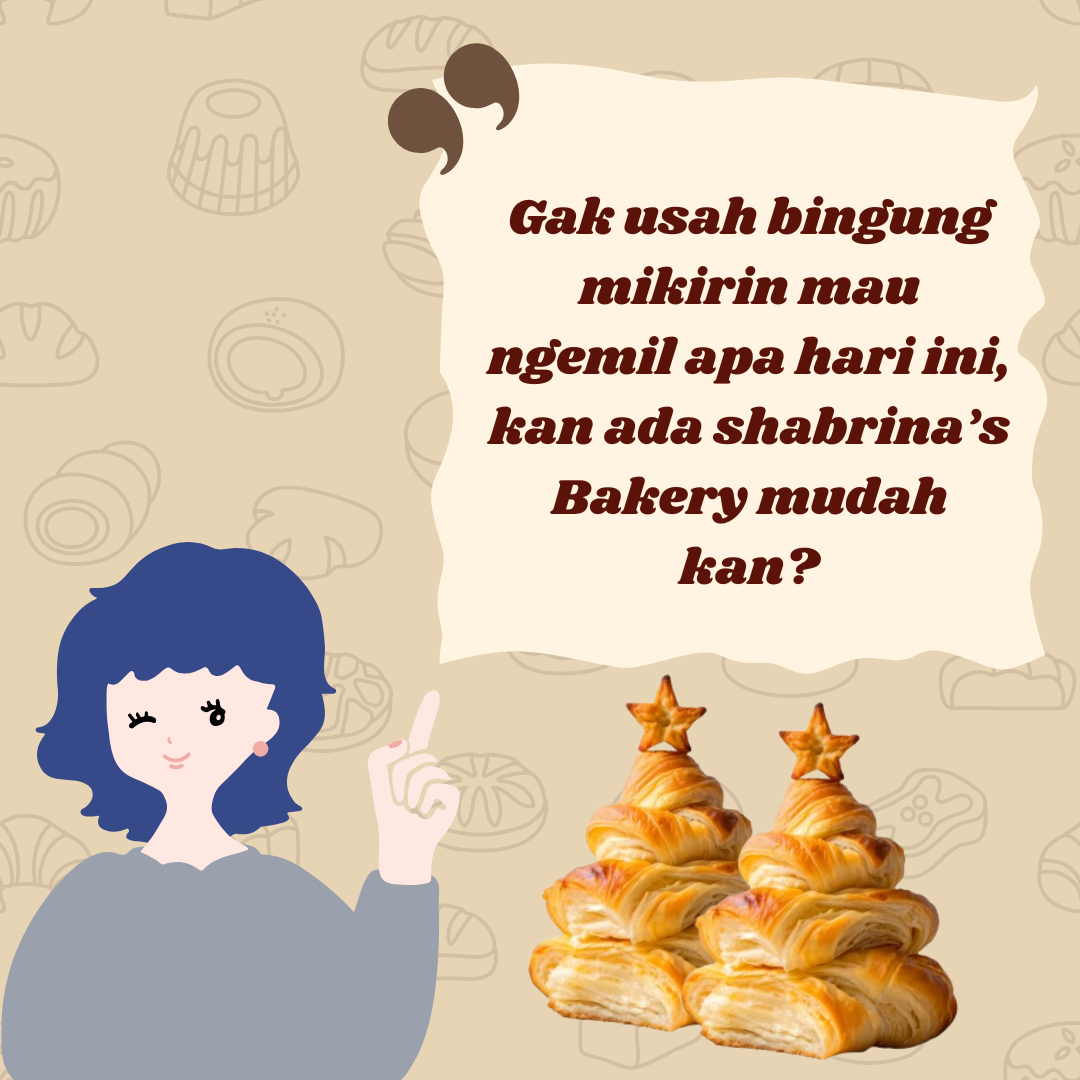 Gak usah bingung
mikirin mau
ngemil apa hari ini,
kan ada shabrina’s
Bakery mudah
kan?